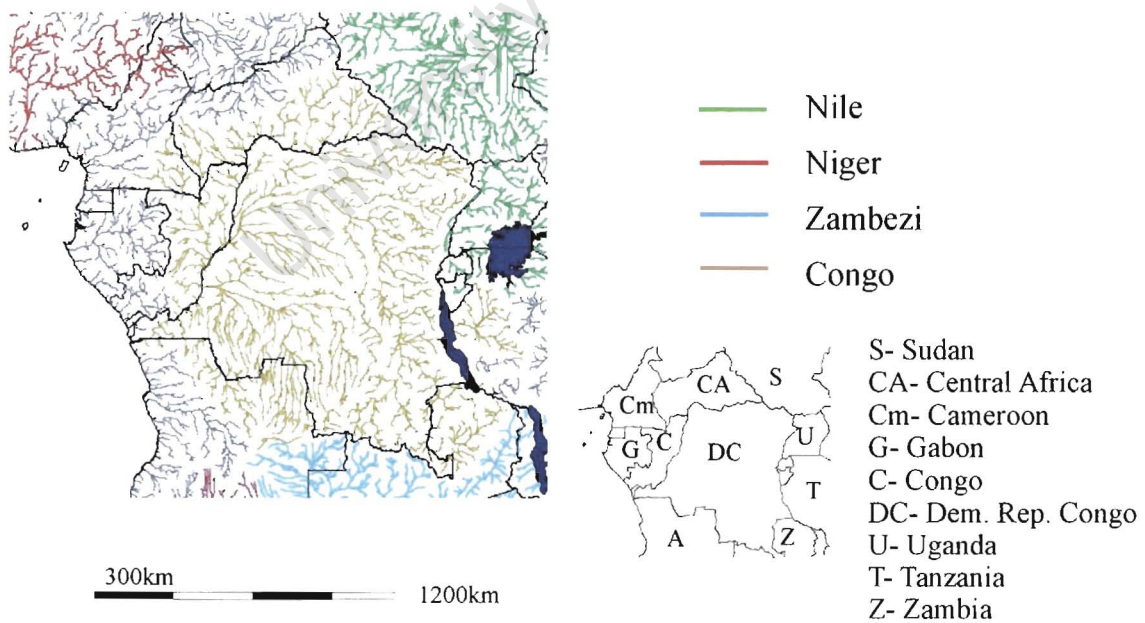 Nile
Niger
Zambezi
Congo
S- Sudan
CA- Central Africa
Cm- Cameroon
G- Gabon
C- Congo
DC- Dem. Rep. Congo
U- Uganda
T- Tanzania
Z- Zambia
S
CA
Cm
U
G
C
DC
T
A
Z
300km
1200km
University